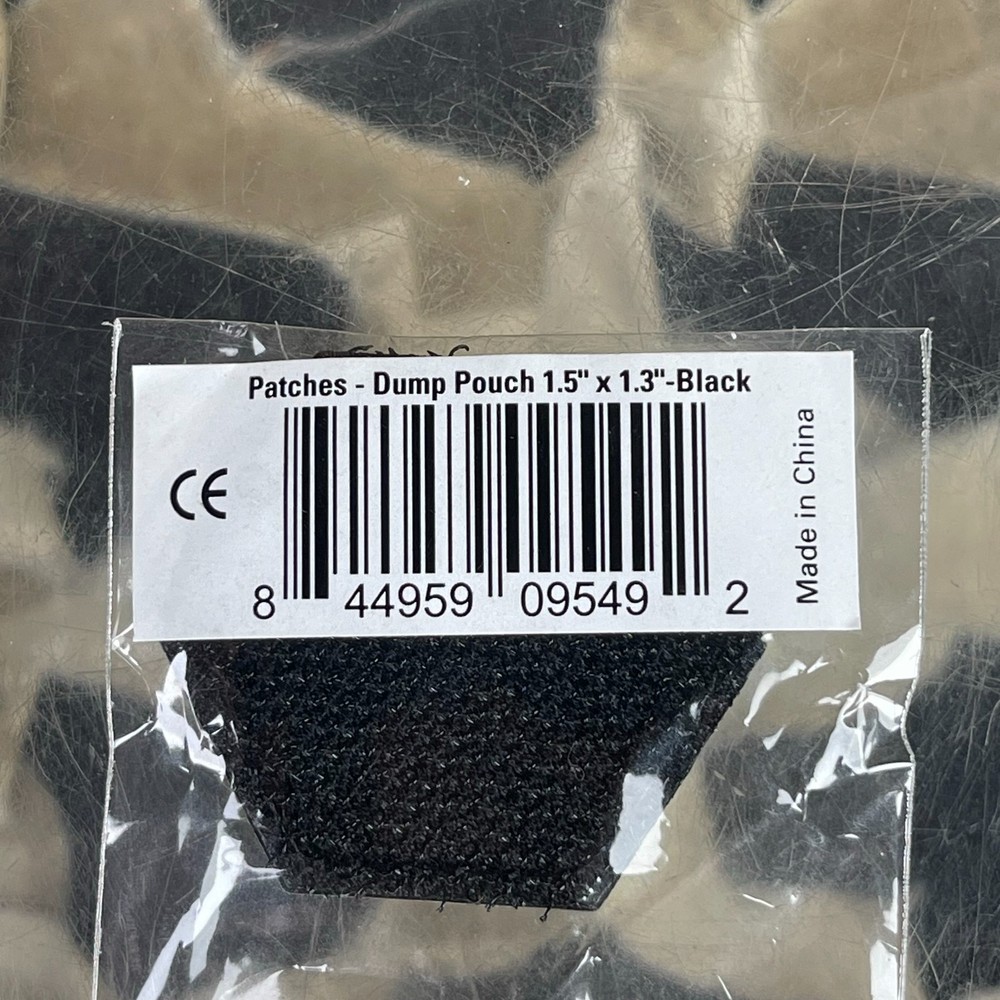 Patches - Dump Pouch 1.5" x 1.3"-Black
CE
8 44959 09549 2
Made in China